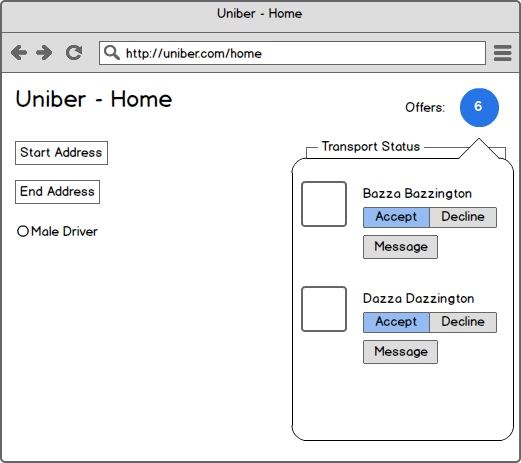 Uniber - Home
http://uniber.com/home
Uniber - Home
Offers: 6
Start Address
Transport Status
End Address
Bazza Bazzington
Accept Decline
Male Driver
Message
Dazza Dazzington
Accept Decline
Message